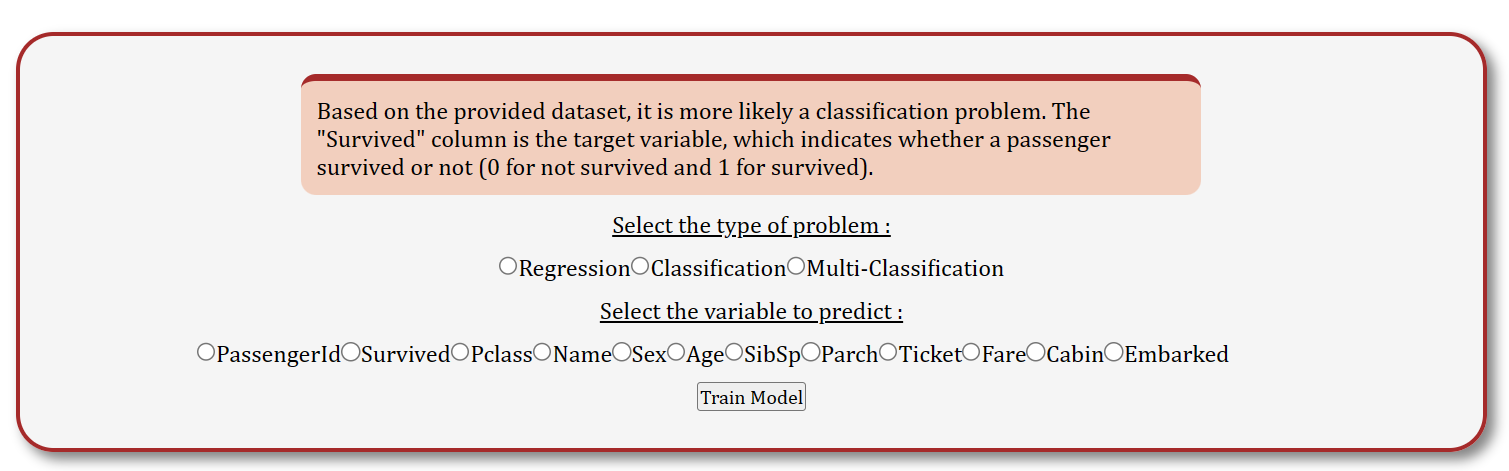 Based on the provided dataset, it is more likely a classification problem. The
"Survived" column is the target variable, which indicates whether a passenger
survived or not (0 for not survived and 1 for survived).
Select the type of problem :
Regression Classification Multi-Classification
Select the variable to predict :
PassengerId Survived Pclass Name Sex Age SibSp Parch Ticket Fare Cabin Embarked
Train Model